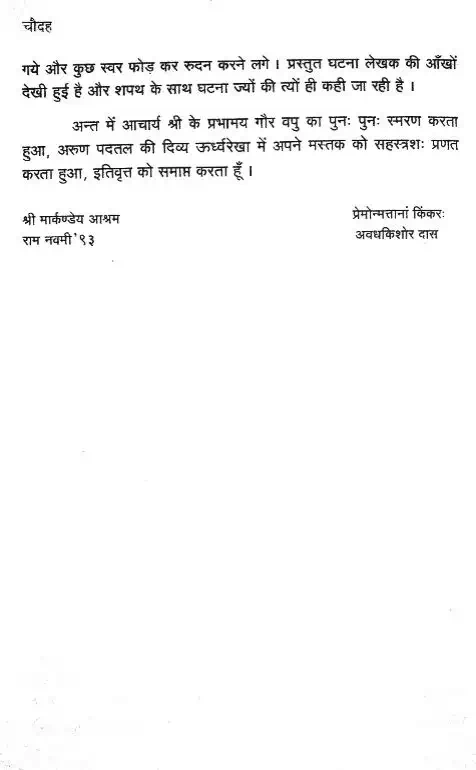 चौदह
गये और कुछ स्वर फोड़ कर रुदन करने लगे । प्रस्तुत घटना लेखक की आँखों
देखी हुई है और शपथ के साथ घटना ज्यों की त्यों ही कही जा रही है ।
अन्त में आचार्य श्री के प्रभामय गौर वपु का पुनः पुनः स्मरण करता
हुआ, अरुण पदतल की दिव्य ऊर्ध्वरेखा में अपने मस्तक को सहस्त्रशः प्रणत
करता हुआ, इतिवृत्त को समाप्त करता हूँ ।
श्री मार्कण्डेय आश्रम
राम नवमी '९३
प्रेमोन्मत्तानां किंकरः
अवधकिशोर दास